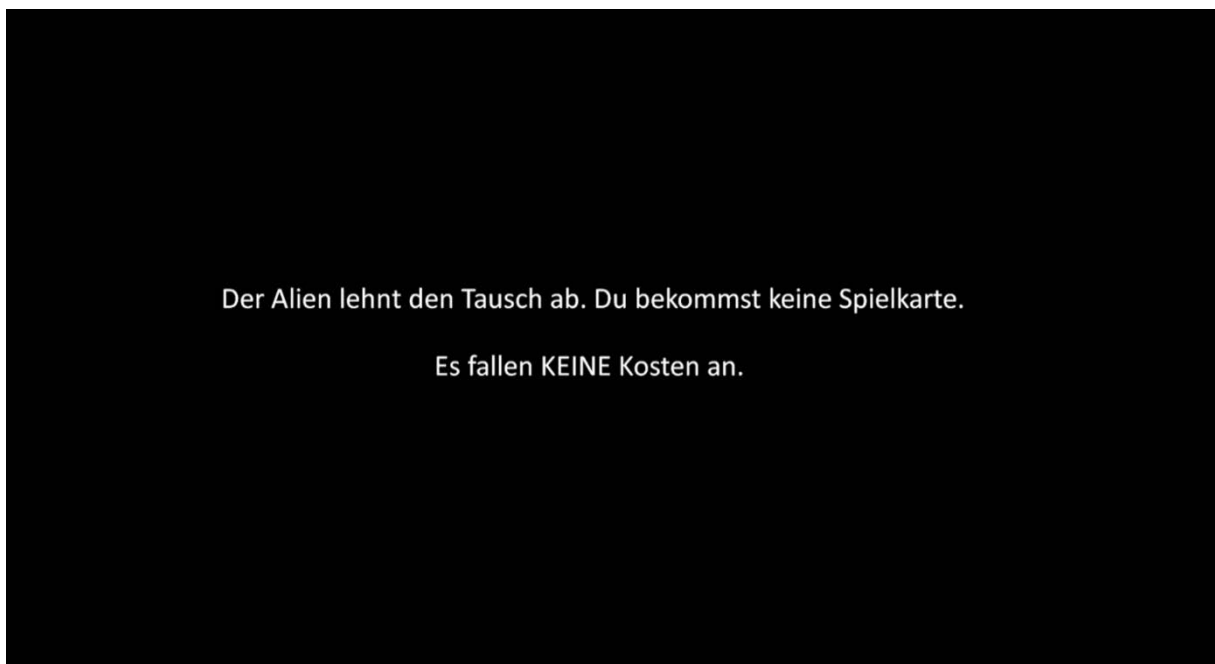 Der Alien lehnt den Tausch ab. Du bekommst keine Spielkarte.
Es fallen KEINE Kosten an.